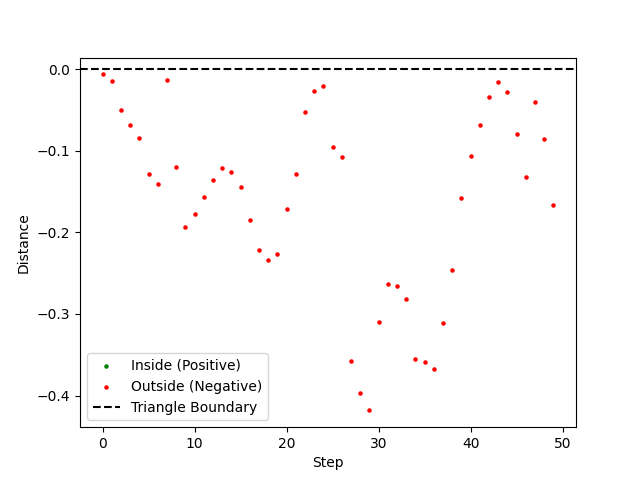 0.0
−0.1
−0.2
−0.3
−0.4
Distance
Inside (Positive)
Outside (Negative)
Triangle Boundary
0 10 20 30 40 50
Step